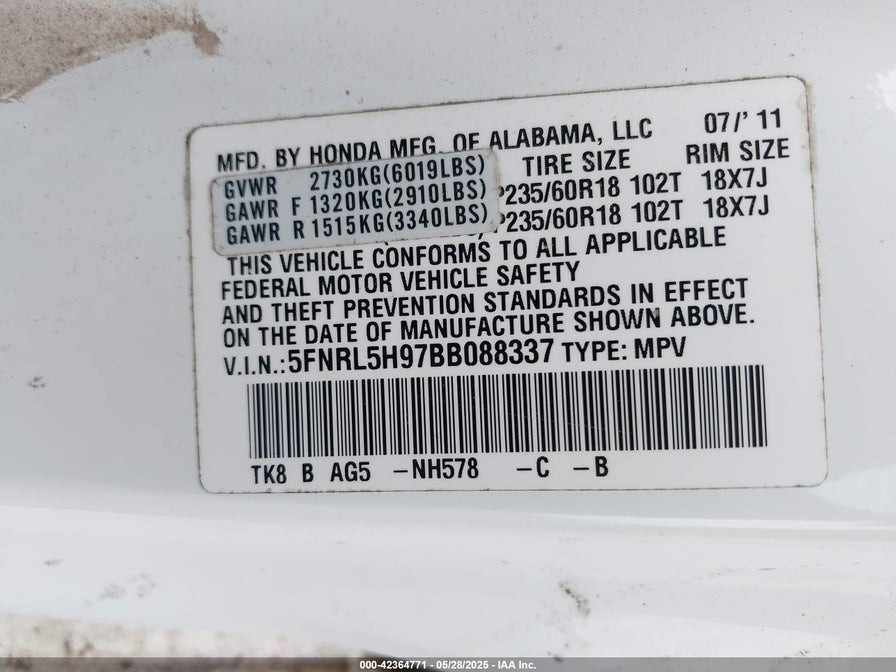 MFD. BY HONDA MFG. OF ALABAMA, LLC 07/' 11
GVWR 2730KG(6019LBS) TIRE SIZE RIM SIZE
GAWR F 1320KG(2910LBS) P235/60R18 102T 18X7J
GAWR R 1515KG(3340LBS) P235/60R18 102T 18X7J
THIS VEHICLE CONFORMS TO ALL APPLICABLE
FEDERAL MOTOR VEHICLE SAFETY
AND THEFT PREVENTION STANDARDS IN EFFECT
ON THE DATE OF MANUFACTURE SHOWN ABOVE.
V.I.N.:5FNRL5H97BB088337 TYPE: MPV
TK8 B AG5 –NH578 –C –B
000-42364771 - 05/28/2025 - IAA Inc.